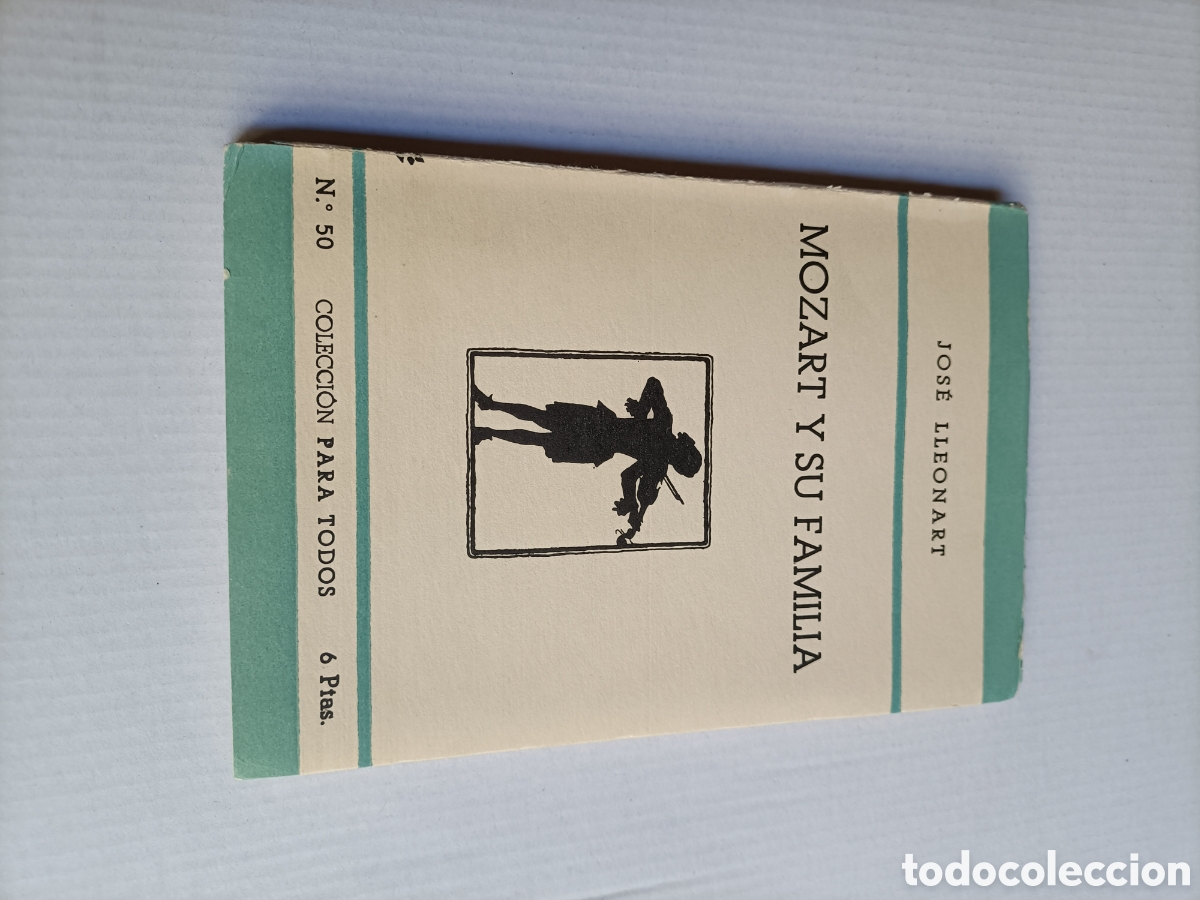 JOSÉ LLEONART
MOZART Y SU FAMILIA
N.° 50 COLECCIÓN PARA TODOS 6 Ptas.
todocoleccion